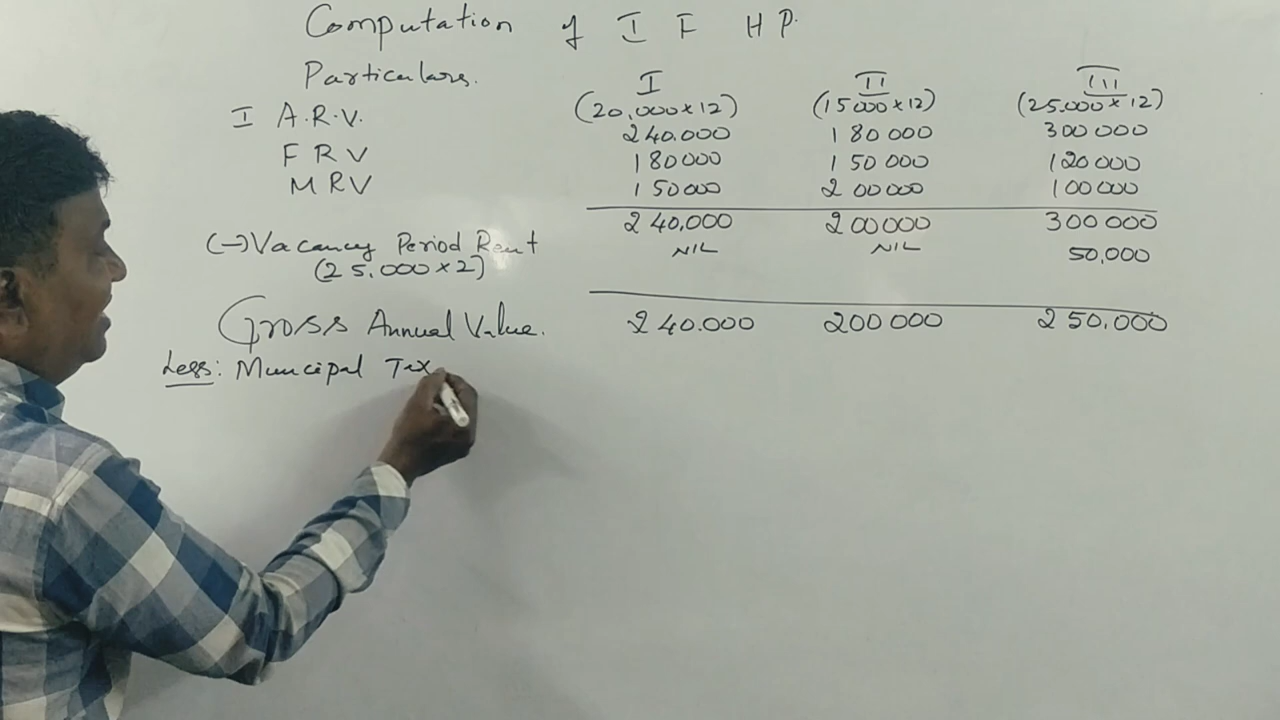 Computation of I F H P.
Particulars. I II III
(20,000×12) (15000×12) (25.000×12)
I A.R.V. 240.000 180000 300000
F R V 180000 150000 120000
M R V 150000 200000 100000
240,000 200000 300000
(-) Vacancy Period Rent NIL NIL 50,000
(25.000×2)
Gross Annual Value. 240.000 200000 250.000
Less: Muncipal Tax